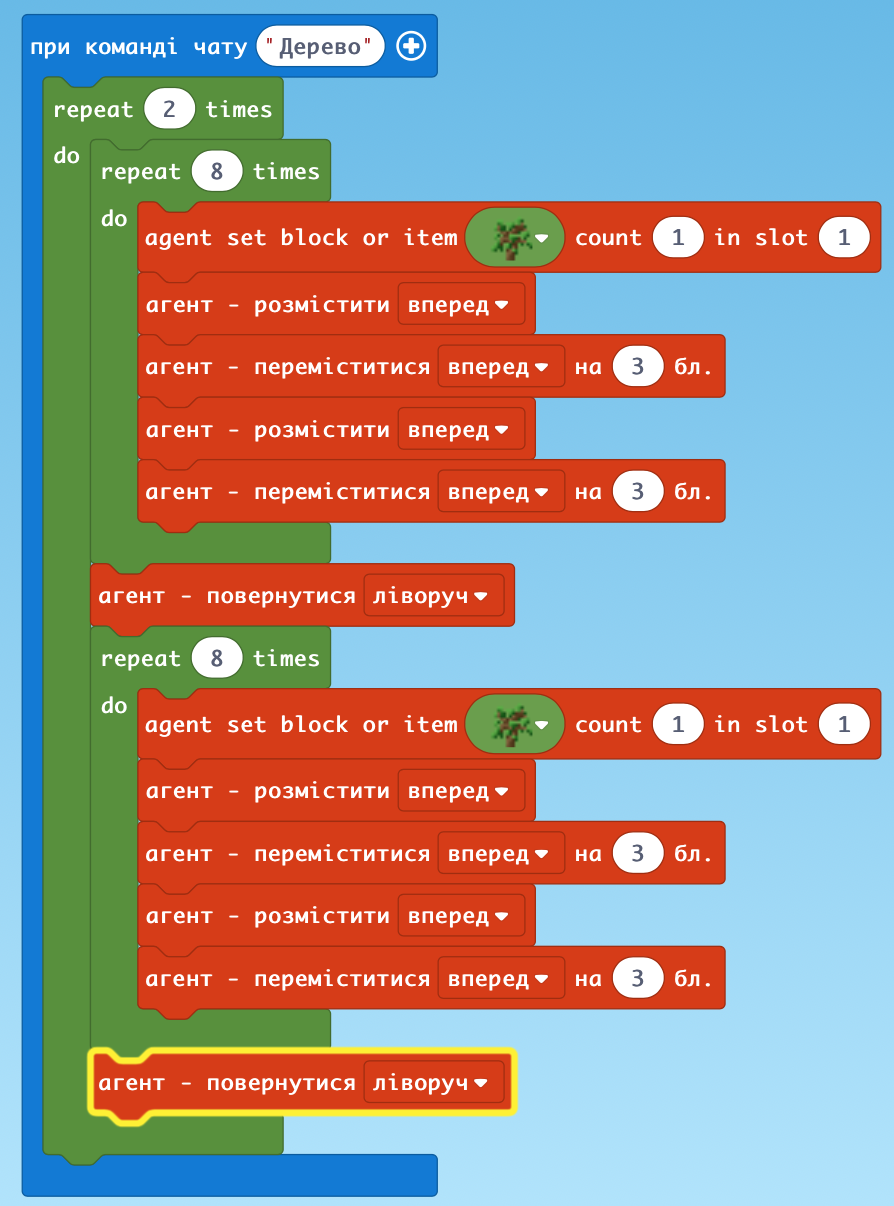 при команді чату "Дерево"
repeat 2 times
do
repeat 8 times
do
agent set block or item count 1 in slot 1
агент - розмістити вперед
агент - переміститися вперед на 3 бл.
агент - розмістити вперед
агент - переміститися вперед на 3 бл.
агент - повернутися ліворуч
repeat 8 times
do
agent set block or item count 1 in slot 1
агент - розмістити вперед
агент - переміститися вперед на 3 бл.
агент - розмістити вперед
агент - переміститися вперед на 3 бл.
агент - повернутися ліворуч